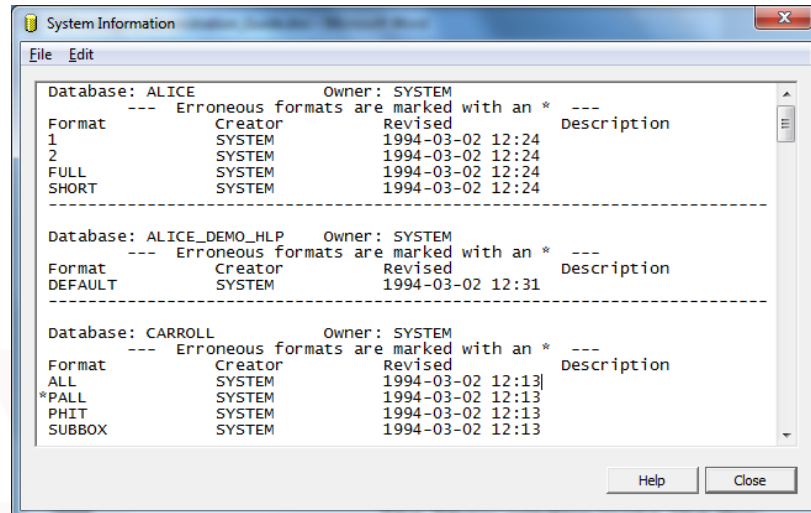 System Information
File Edit
Database: ALICE Owner: SYSTEM
--- Erroneous formats are marked with an * ---
Format Creator Revised Description
1 SYSTEM 1994-03-02 12:24
2 SYSTEM 1994-03-02 12:24
FULL SYSTEM 1994-03-02 12:24
SHORT SYSTEM 1994-03-02 12:24
--------------------------------------------------------------------------
Database: ALICE_DEMO_HLP Owner: SYSTEM
--- Erroneous formats are marked with an * ---
Format Creator Revised Description
DEFAULT SYSTEM 1994-03-02 12:31
--------------------------------------------------------------------------
Database: CARROLL Owner: SYSTEM
--- Erroneous formats are marked with an * ---
Format Creator Revised Description
ALL SYSTEM 1994-03-02 12:13
*PALL SYSTEM 1994-03-02 12:13
PHIT SYSTEM 1994-03-02 12:13
SUBBOX SYSTEM 1994-03-02 12:13
Help Close